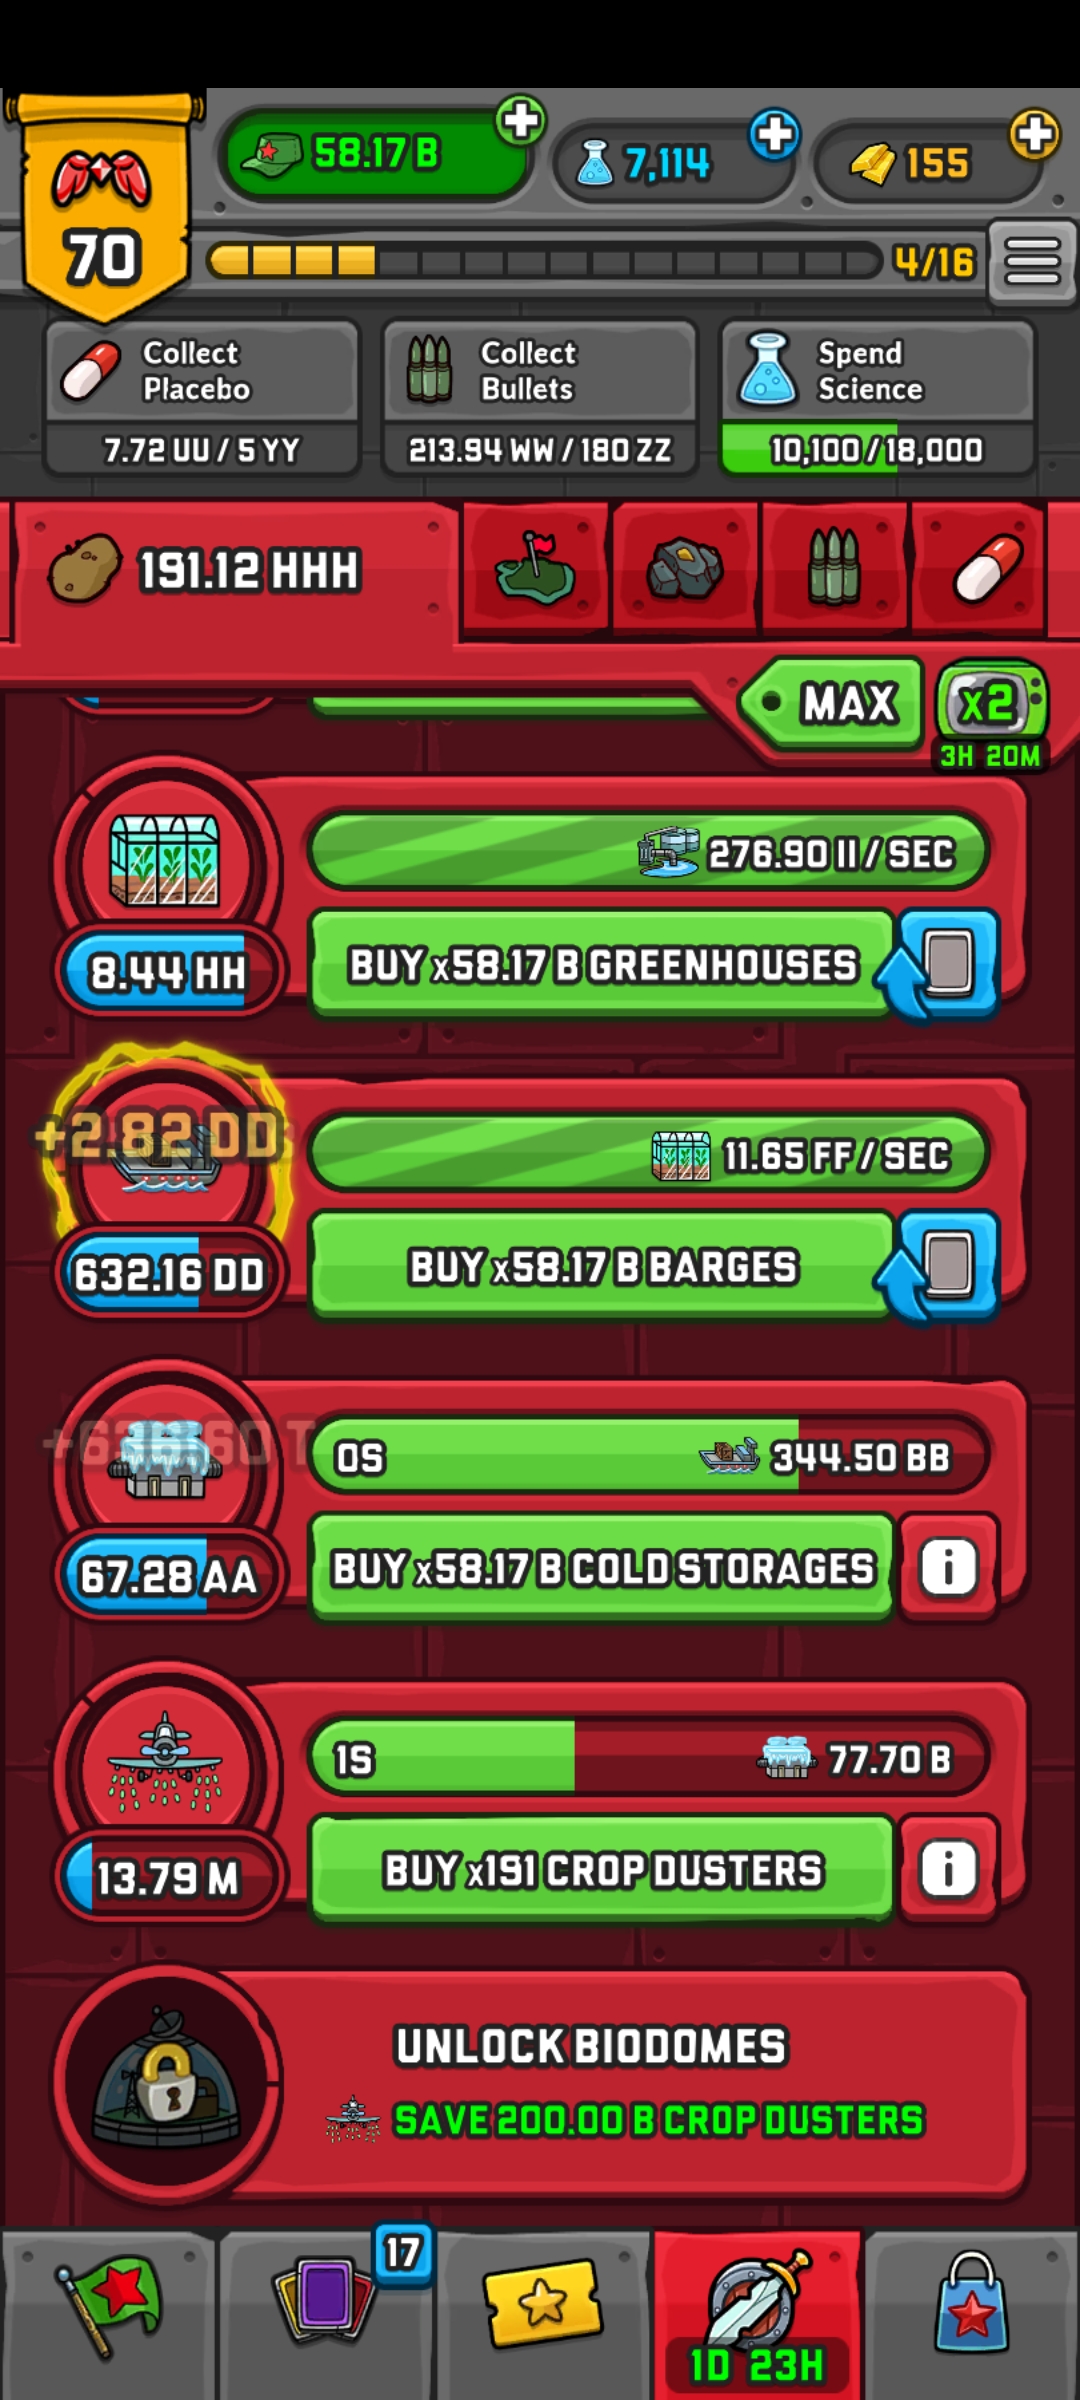 58.17 B
7,114
155
70
4/16
Collect
Placebo
7.72 UU / 5 YY
Collect
Bullets
213.94 WW / 180 ZZ
Spend
Science
10,100 / 18,000
191.12 HHH
MAX
x2
3H 20M
276.90 II / SEC
8.44 HH
BUY x58.17 B GREENHOUSES
+2.82 DD
11.65 FF / SEC
632.16 DD
BUY x58.17 B BARGES
0S
344.50 BB
67.28 AA
BUY x58.17 B COLD STORAGES
i
1S
77.70 B
13.79 M
BUY x191 CROP DUSTERS
i
UNLOCK BIODOMES
SAVE 200.00 B CROP DUSTERS
17
1D 23H